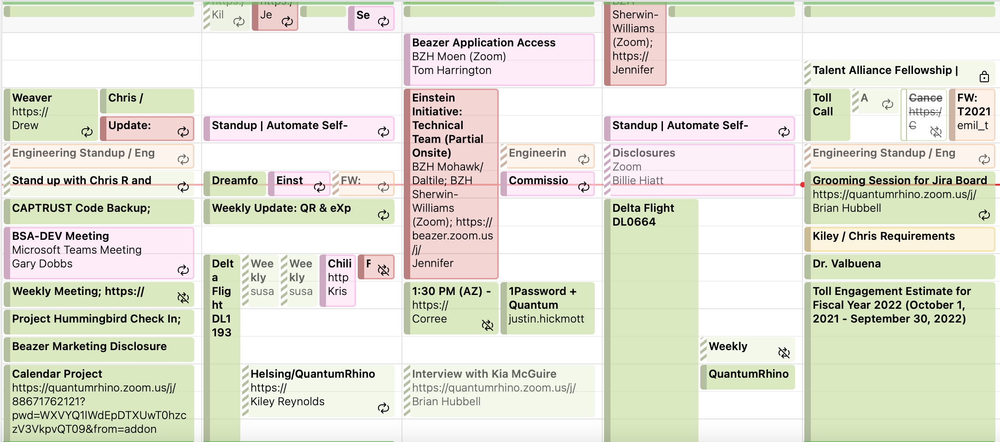 Weaver
https://
Drew
Chris /
Update:
Engineering Standup / Eng
Stand up with Chris R and
CAPTRUST Code Backup;
BSA-DEV Meeting
Microsoft Teams Meeting
Gary Dobbs
Weekly Meeting; https://
Project Hummingbird Check In;
Beazer Marketing Disclosure
Calendar Project
https://quantumrhino.zoom.us/j/
88671762121?
pwd=WXVYQ1lWdEpDTXUwT0hzc
zV3VkpvQT09&from=addon
https:/
Kil
https:/
Je
Se
Standup | Automate Self-
Dreamfo
Einst
FW:
Weekly Update: QR & eXp
Delt
a
Flig
ht
DL1
193
Wee
kly
susa
Wee
kly
susa
Chili
http
Kris
F
Helsing/QuantumRhino
https://
Kiley Reynolds
Beazer Application Access
BZH Moen (Zoom)
Tom Harrington
Einstein
Initiative:
Technical
Team (Partial
Onsite)
BZH Mohawk/
Daltile; BZH
Sherwin-
Williams
(Zoom); https://
beazer.zoom.us
/j/
Jennifer
Engineerin
Commissio
1:30 PM (AZ) -
https://
Corree
1Password +
Quantum
justin.hickmott
Interview with Kia McGuire
https://quantumrhino.zoom.us/j/
Brian Hubbell
BZH
Sherwin-
Williams
(Zoom);
https://
Jennifer
Standup | Automate Self-
Disclosures
Zoom
Billie Hiatt
Delta Flight
DL0664
Weekly
QuantumRhino
Talent Alliance Fellowship |
Toll
Call
A
Cance
https:/
C
FW:
T2021
emil_t
Engineering Standup / Eng
Grooming Session for Jira Board
https://quantumrhino.zoom.us/j/
Brian Hubbell
Kiley / Chris Requirements
Dr. Valbuena
Toll Engagement Estimate for
Fiscal Year 2022 (October 1,
2021 - September 30, 2022)